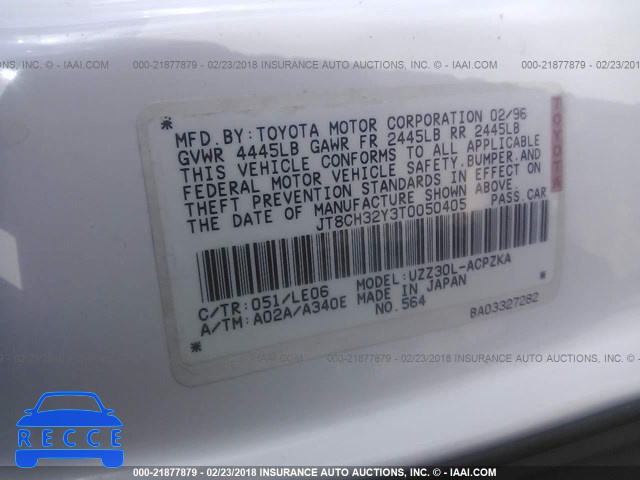 000-21877879 - 02/23/2018 INSURANCE AUTO AUCTIONS, INC. - © - IAAI.COM
MFD. BY: TOYOTA MOTOR CORPORATION 02/96
GVWR 4445LB GAWR FR 2445LB RR 2445LB
THIS VEHICLE CONFORMS TO ALL APPLICABLE
FEDERAL MOTOR VEHICLE SAFETY, BUMPER, AND
THEFT PREVENTION STANDARDS IN EFFECT ON
THE DATE OF MANUFACTURE SHOWN ABOVE.
JT8CH32Y3T0050405 PASS. CAR
TOYOTA
C/TR: 051/LE06 MODEL: UZZ30L-ACPZKA
A/TM: A02A/A340E MADE IN JAPAN
NO. 564 BA03327282
000-21877879 - 02/23/2018 INSURANCE AUTO AUCTIONS, INC. - © - IAAI.COM
RECCE
000-21877879 - 02/23/2018 INSURANCE AUTO AUCTIONS, INC. - © - IAAI.COM